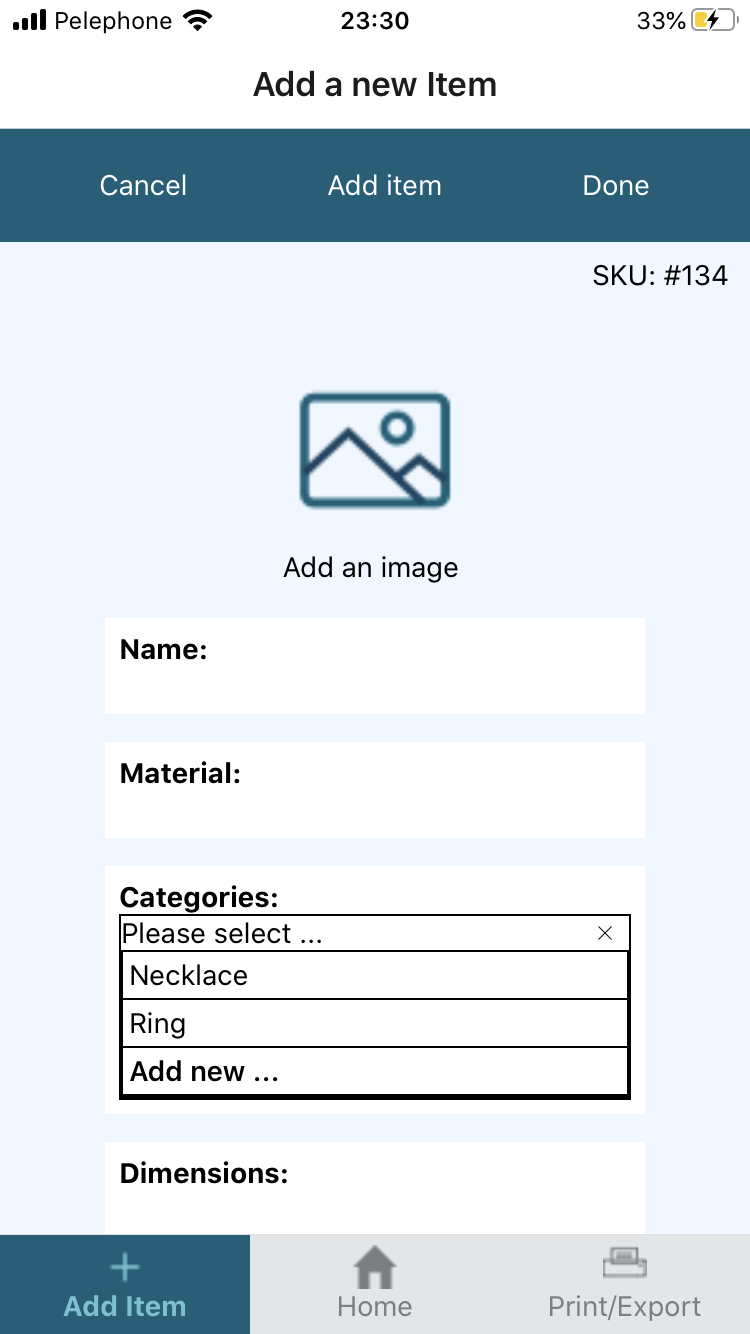 Pelephone 23:30 33%
Add a new Item
Cancel Add item Done
SKU: #134
Add an image
Name:
Material:
Categories:
Please select ...
Necklace
Ring
Add new ...
Dimensions:
Add Item Home Print/Export